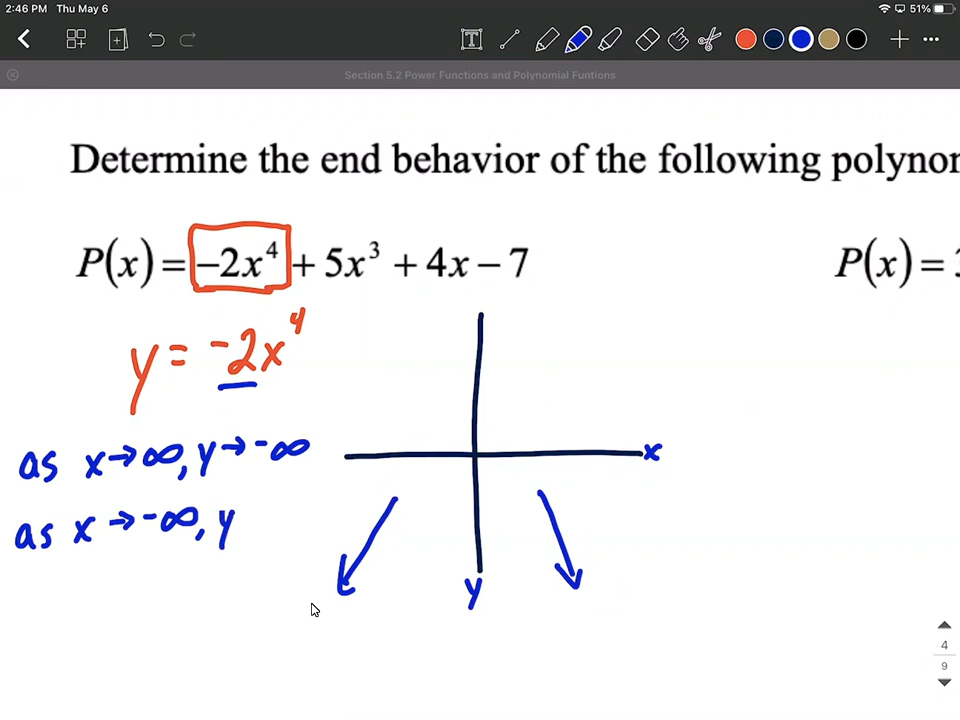 2:46 PM Thu May 6
51%
T
Section 5.2 Power Functions and Polynomial Funtions
Determine the end behavior of the following polynor
P(x) = −2x⁴ + 5x³ + 4x − 7
P(x) =
y = -2x⁴
as x→∞, y→-∞
as x→-∞, y
x
y
4
9